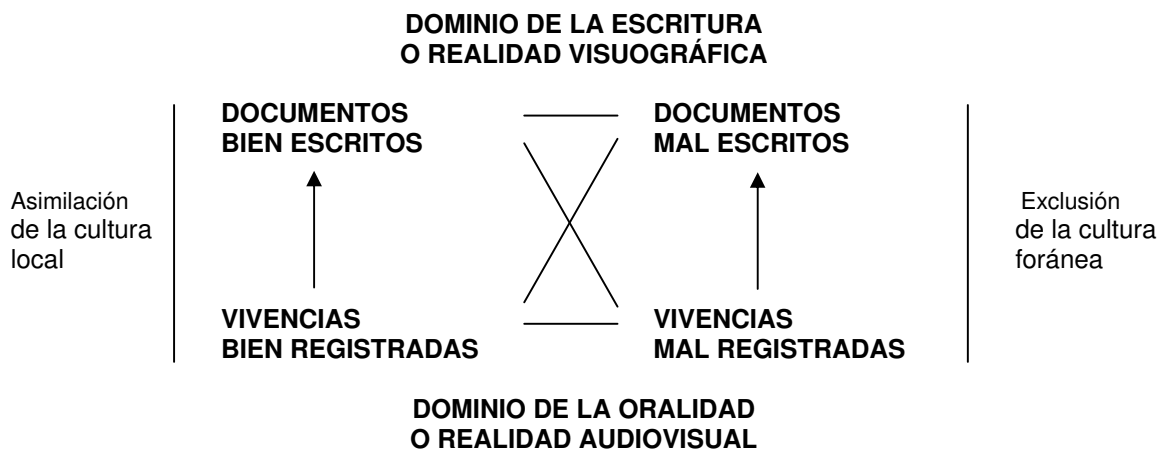 DOMINIO DE LA ESCRITURA
O REALIDAD VISUOGRÁFICA
DOCUMENTOS
BIEN ESCRITOS
DOCUMENTOS
MAL ESCRITOS
Asimilación
de la cultura
local
Exclusión
de la cultura
foránea
VIVENCIAS
BIEN REGISTRADAS
VIVENCIAS
MAL REGISTRADAS
DOMINIO DE LA ORALIDAD
O REALIDAD AUDIOVISUAL